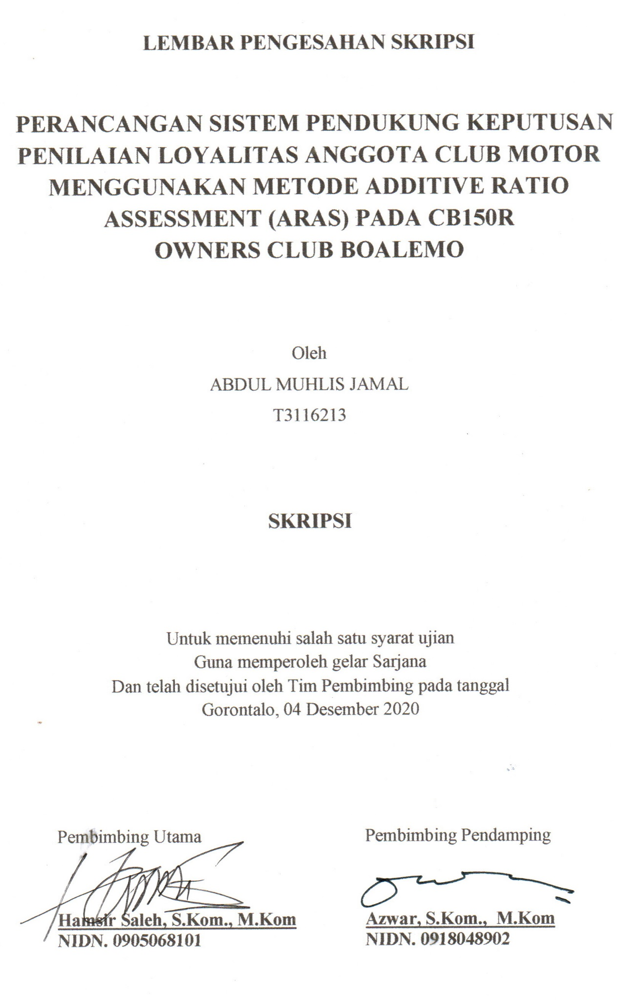 LEMBAR PENGESAHAN SKRIPSI
PERANCANGAN SISTEM PENDUKUNG KEPUTUSAN
PENILAIAN LOYALITAS ANGGOTA CLUB MOTOR
MENGGUNAKAN METODE ADDITIVE RATIO
ASSESSMENT (ARAS) PADA CB150R
OWNERS CLUB BOALEMO
Oleh
ABDUL MUHLIS JAMAL
T3116213
SKRIPSI
Untuk memenuhi salah satu syarat ujian
Guna memperoleh gelar Sarjana
Dan telah disetujui oleh Tim Pembimbing pada tanggal
Gorontalo, 04 Desember 2020
Pembimbing Utama
Hamsir Saleh, S.Kom., M.Kom
NIDN. 0905068101
Pembimbing Pendamping
Azwar, S.Kom., M.Kom
NIDN. 0918048902